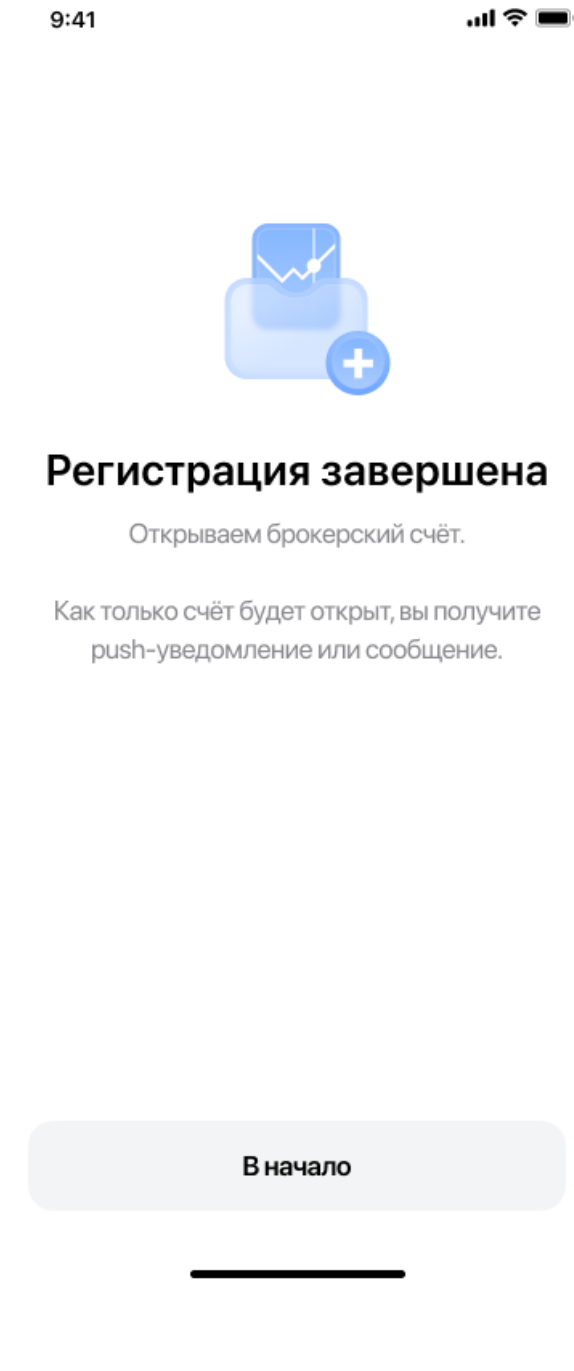 9:41
Регистрация завершена
Открываем брокерский счёт.
Как только счёт будет открыт, вы получите
push-уведомление или сообщение.
В начало